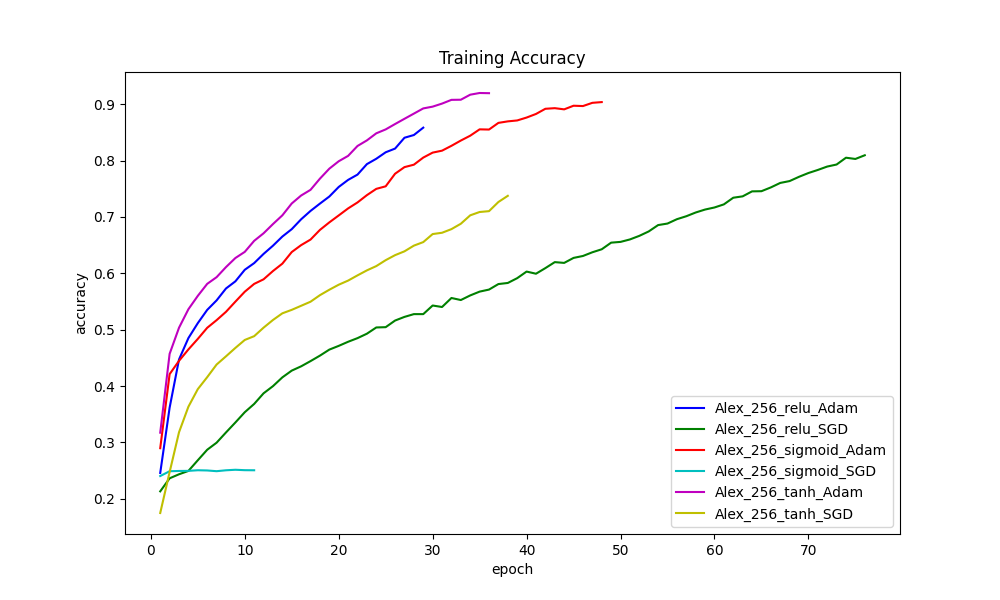 Training Accuracy
accuracy
0.9
0.8
0.7
0.6
0.5
0.4
0.3
0.2
Alex_256_relu_Adam
Alex_256_relu_SGD
Alex_256_sigmoid_Adam
Alex_256_sigmoid_SGD
Alex_256_tanh_Adam
Alex_256_tanh_SGD
0 10 20 30 40 50 60 70
epoch